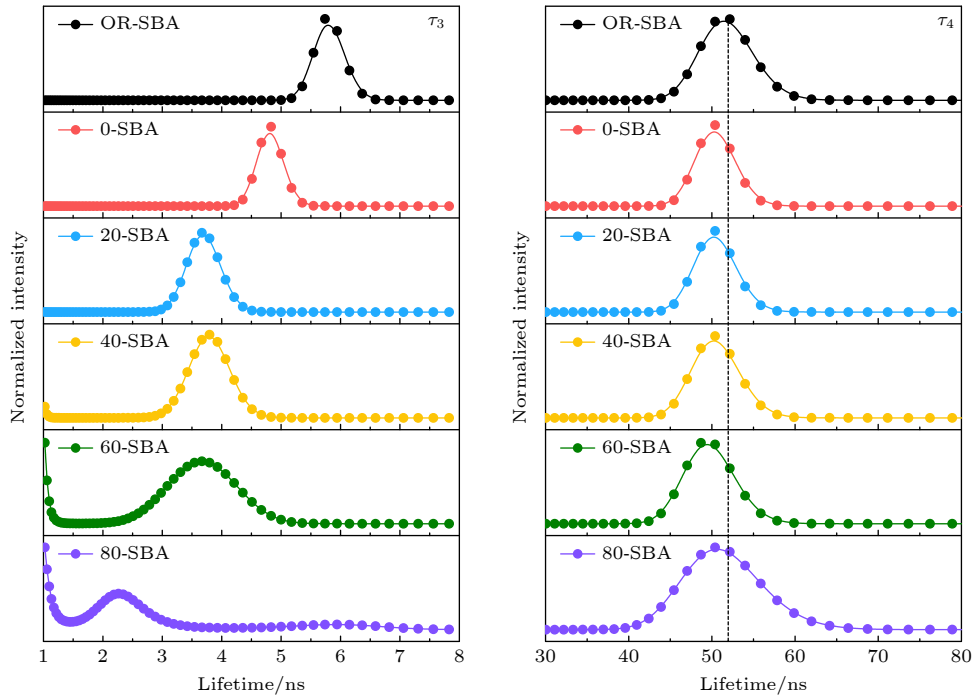 OR-SBA
τ3
0-SBA
20-SBA
40-SBA
60-SBA
80-SBA
Normalized intensity
1 2 3 4 5 6 7 8
Lifetime/ns
OR-SBA
τ4
0-SBA
20-SBA
40-SBA
60-SBA
80-SBA
Normalized intensity
30 40 50 60 70 80
Lifetime/ns